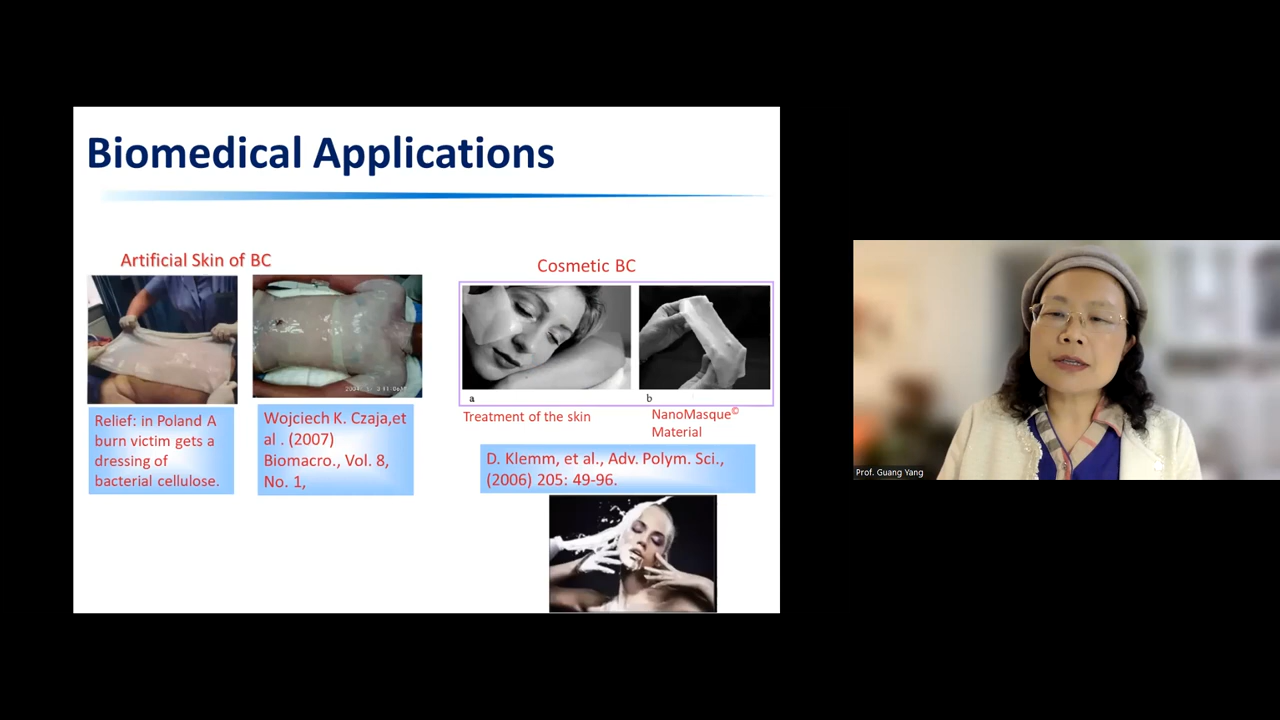 Biomedical Applications
Artificial Skin of BC
Relief: in Poland A
burn victim gets a
dressing of
bacterial cellulose.
Wojciech K. Czaja,et
al . (2007)
Biomacro., Vol. 8,
No. 1,
Cosmetic BC
a
b
Treatment of the skin
NanoMasque©
Material
D. Klemm, et al., Adv. Polym. Sci.,
(2006) 205: 49-96.
Prof. Guang Yang